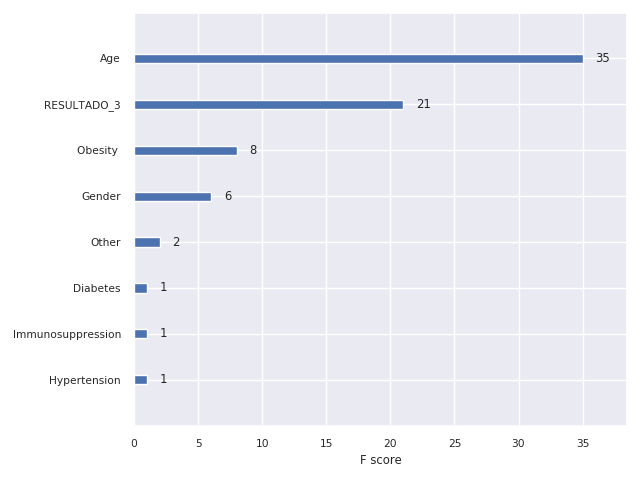 Age 35
RESULTADO_3 21
Obesity 8
Gender 6
Other 2
Diabetes 1
Immunosuppression 1
Hypertension 1
0 5 10 15 20 25 30 35
F score